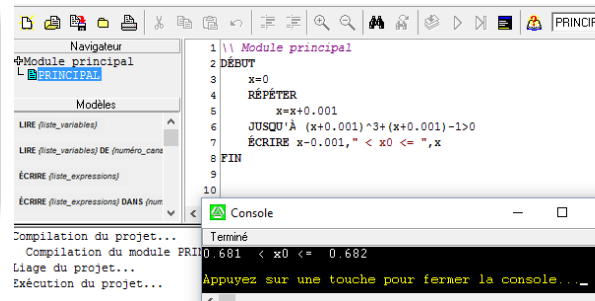 PRINCIP
Navigateur
Module principal
PRINCIPAL
Modèles
LIRE (liste_variables)
LIRE (liste_variables) DE (numéro_cana
ÉCRIRE (liste_expressions)
ÉCRIRE (liste_expressions) DANS (num
1 \\ Module principal
2 DÉBUT
3 x=0
4 RÉPÉTER
5 x=x+0.001
6 JUSQU'À (x+0.001)^3+(x+0.001)-1>0
7 ÉCRIRE x-0.001," < x0 <= ",x
8 FIN
9
10
Compilation du projet...
Compilation du module PRIN
Liage du projet...
Exécution du projet...
Console
Terminé
0.681 < x0 <= 0.682
Appuyez sur une touche pour fermer la console...